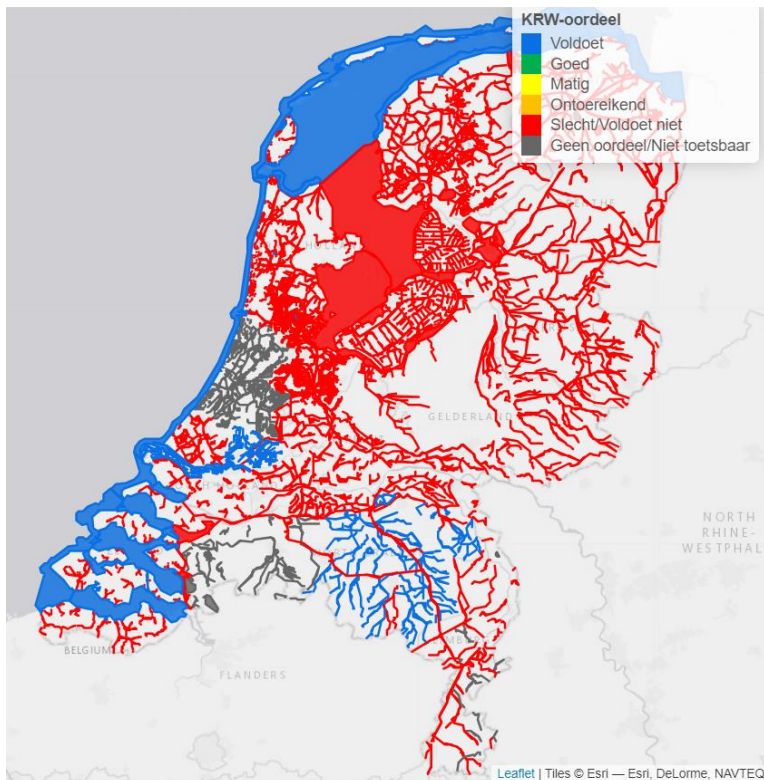 KRW-oordeel
Voldoet
Goed
Matig
Ontoereikend
Slecht/Voldoet niet
Geen oordeel/Niet toetsbaar
GELDERLAND
NORTH
RHINE-
WESTPHAL
BELGIUM
FLANDERS
Leaflet | Tiles © Esri — Esri, DeLorme, NAVTEQ